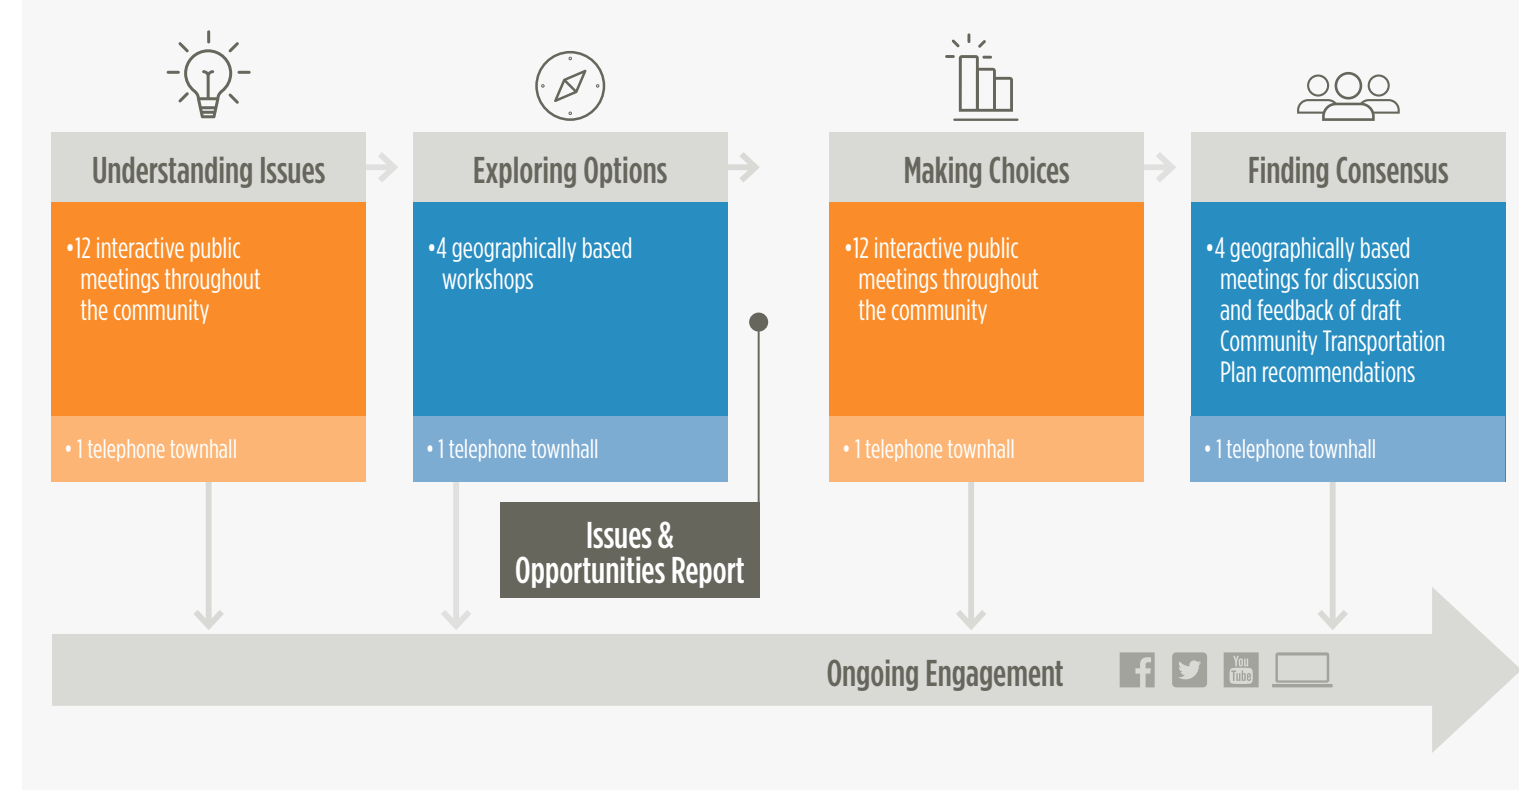 Understanding Issues
•12 interactive public
meetings throughout
the community
• 1 telephone townhall
Exploring Options
•4 geographically based
workshops
• 1 telephone townhall
Issues &
Opportunities Report
Making Choices
•12 interactive public
meetings throughout
the community
• 1 telephone townhall
Finding Consensus
•4 geographically based
meetings for discussion
and feedback of draft
Community Transportation
Plan recommendations
• 1 telephone townhall
Ongoing Engagement
You
Tube